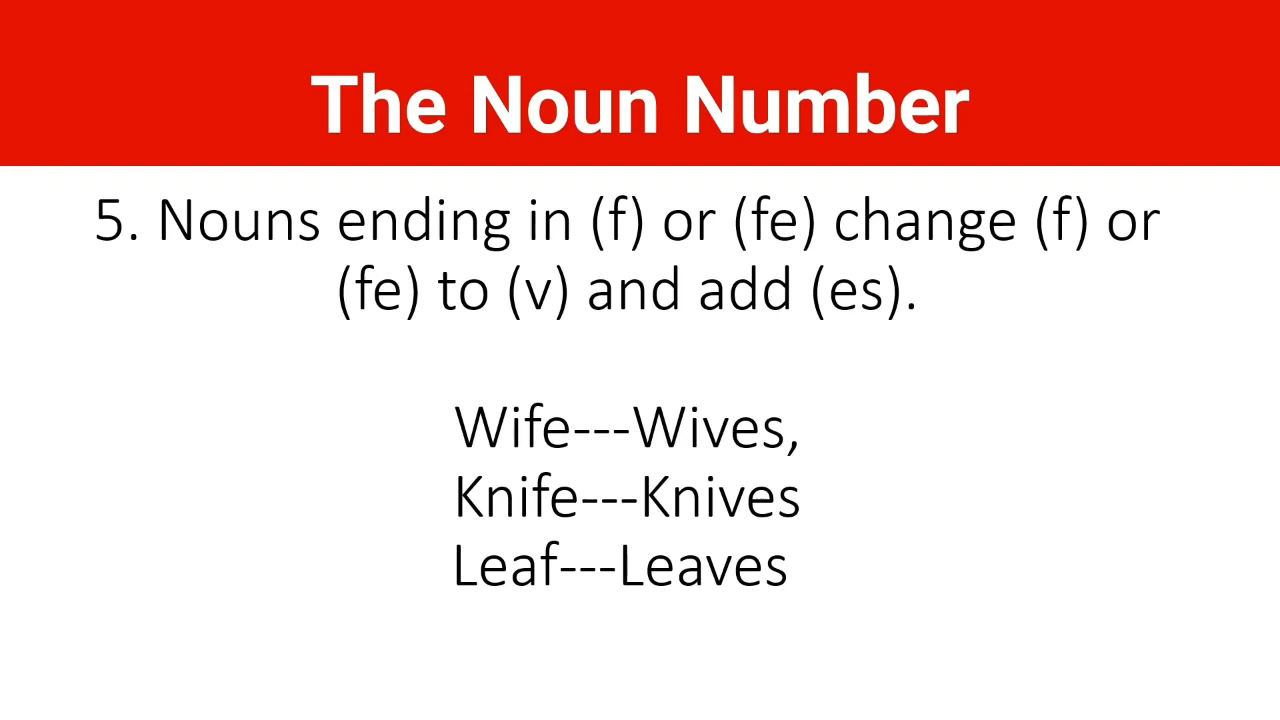 The Noun Number
5. Nouns ending in (f) or (fe) change (f) or
(fe) to (v) and add (es).
Wife---Wives,
Knife---Knives
Leaf---Leaves